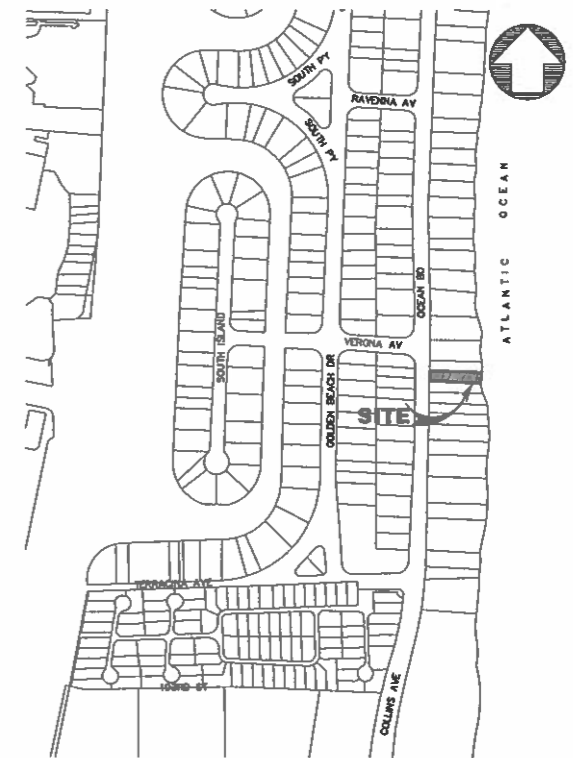 SOUTH PY
RAVENNA AV
SOUTH PY
ATLANTIC OCEAN
OCEAN BD
SOUTH ISLAND
VERONA AV
GOLDEN BEACH DR
SITE
TERRACINA AVE
193RD ST
COLLINS AVE